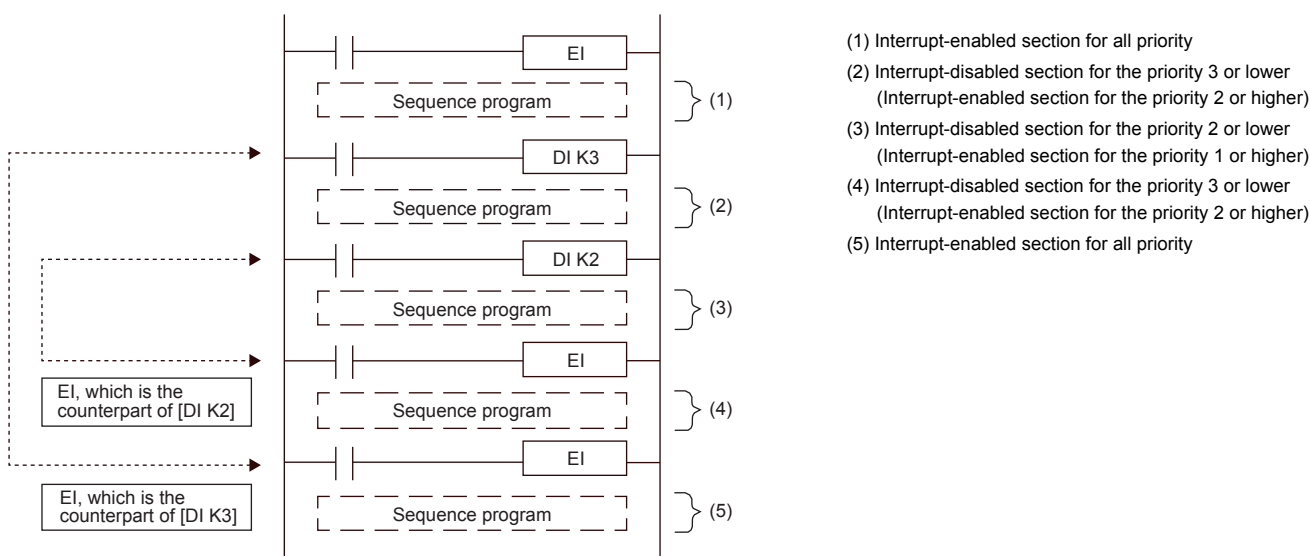 EI
Sequence program
(1)
DI K3
Sequence program
(2)
DI K2
Sequence program
(3)
EI
EI, which is the
counterpart of [DI K2]
Sequence program
(4)
EI
EI, which is the
counterpart of [DI K3]
Sequence program
(5)
(1) Interrupt-enabled section for all priority
(2) Interrupt-disabled section for the priority 3 or lower
(Interrupt-enabled section for the priority 2 or higher)
(3) Interrupt-disabled section for the priority 2 or lower
(Interrupt-enabled section for the priority 1 or higher)
(4) Interrupt-disabled section for the priority 3 or lower
(Interrupt-enabled section for the priority 2 or higher)
(5) Interrupt-enabled section for all priority